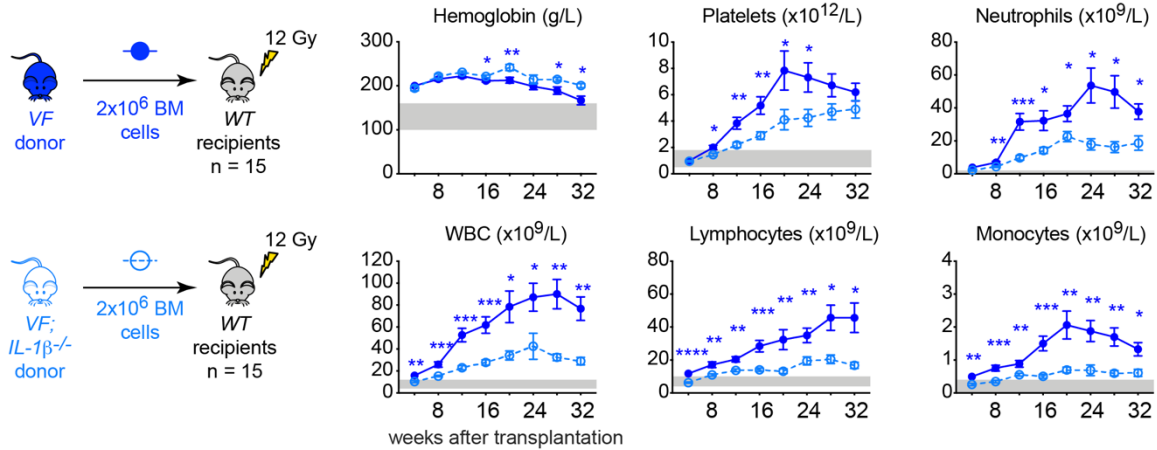 VF
donor
2x10⁶ BM
cells
12 Gy
WT
recipients
n = 15
Hemoglobin (g/L)
300
200
100
0
8 16 24 32
* ** * *
Platelets (x10¹²/L)
10
8
6
4
2
0
8 16 24 32
* ** ** * *
Neutrophils (x10⁹/L)
80
60
40
20
0
8 16 24 32
** *** * * * * *
VF;
IL-1β⁻/⁻
donor
2x10⁶ BM
cells
12 Gy
WT
recipients
n = 15
WBC (x10⁹/L)
120
100
80
60
40
20
0
8 16 24 32
** *** *** *** * * ** **
weeks after transplantation
Lymphocytes (x10⁹/L)
80
60
40
20
0
8 16 24 32
**** ** ** *** ** ** * *
Monocytes (x10⁹/L)
4
3
2
1
0
8 16 24 32
** *** ** *** ** ** ** *